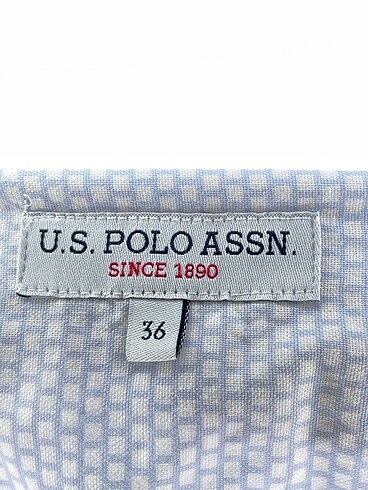 U.S. POLO ASSN.
SINCE 1890
36